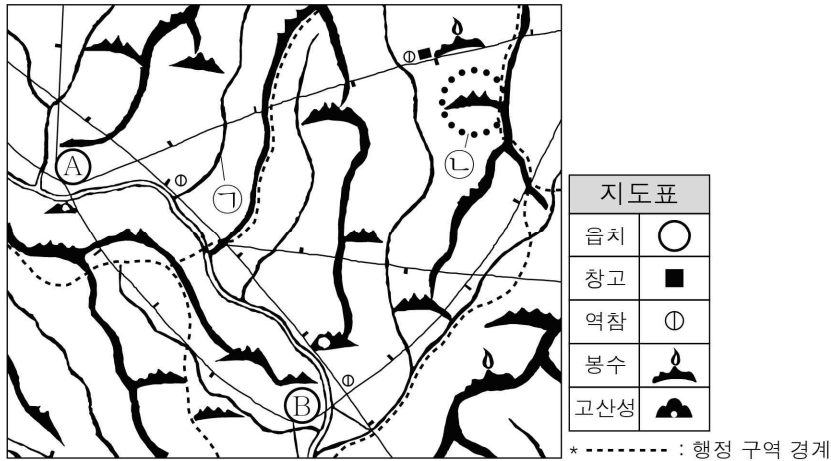 Ⓐ
㉠
㉡
Ⓑ
지도표
읍치
창고
역참
봉수
고산성
* -------- : 행정 구역 경계